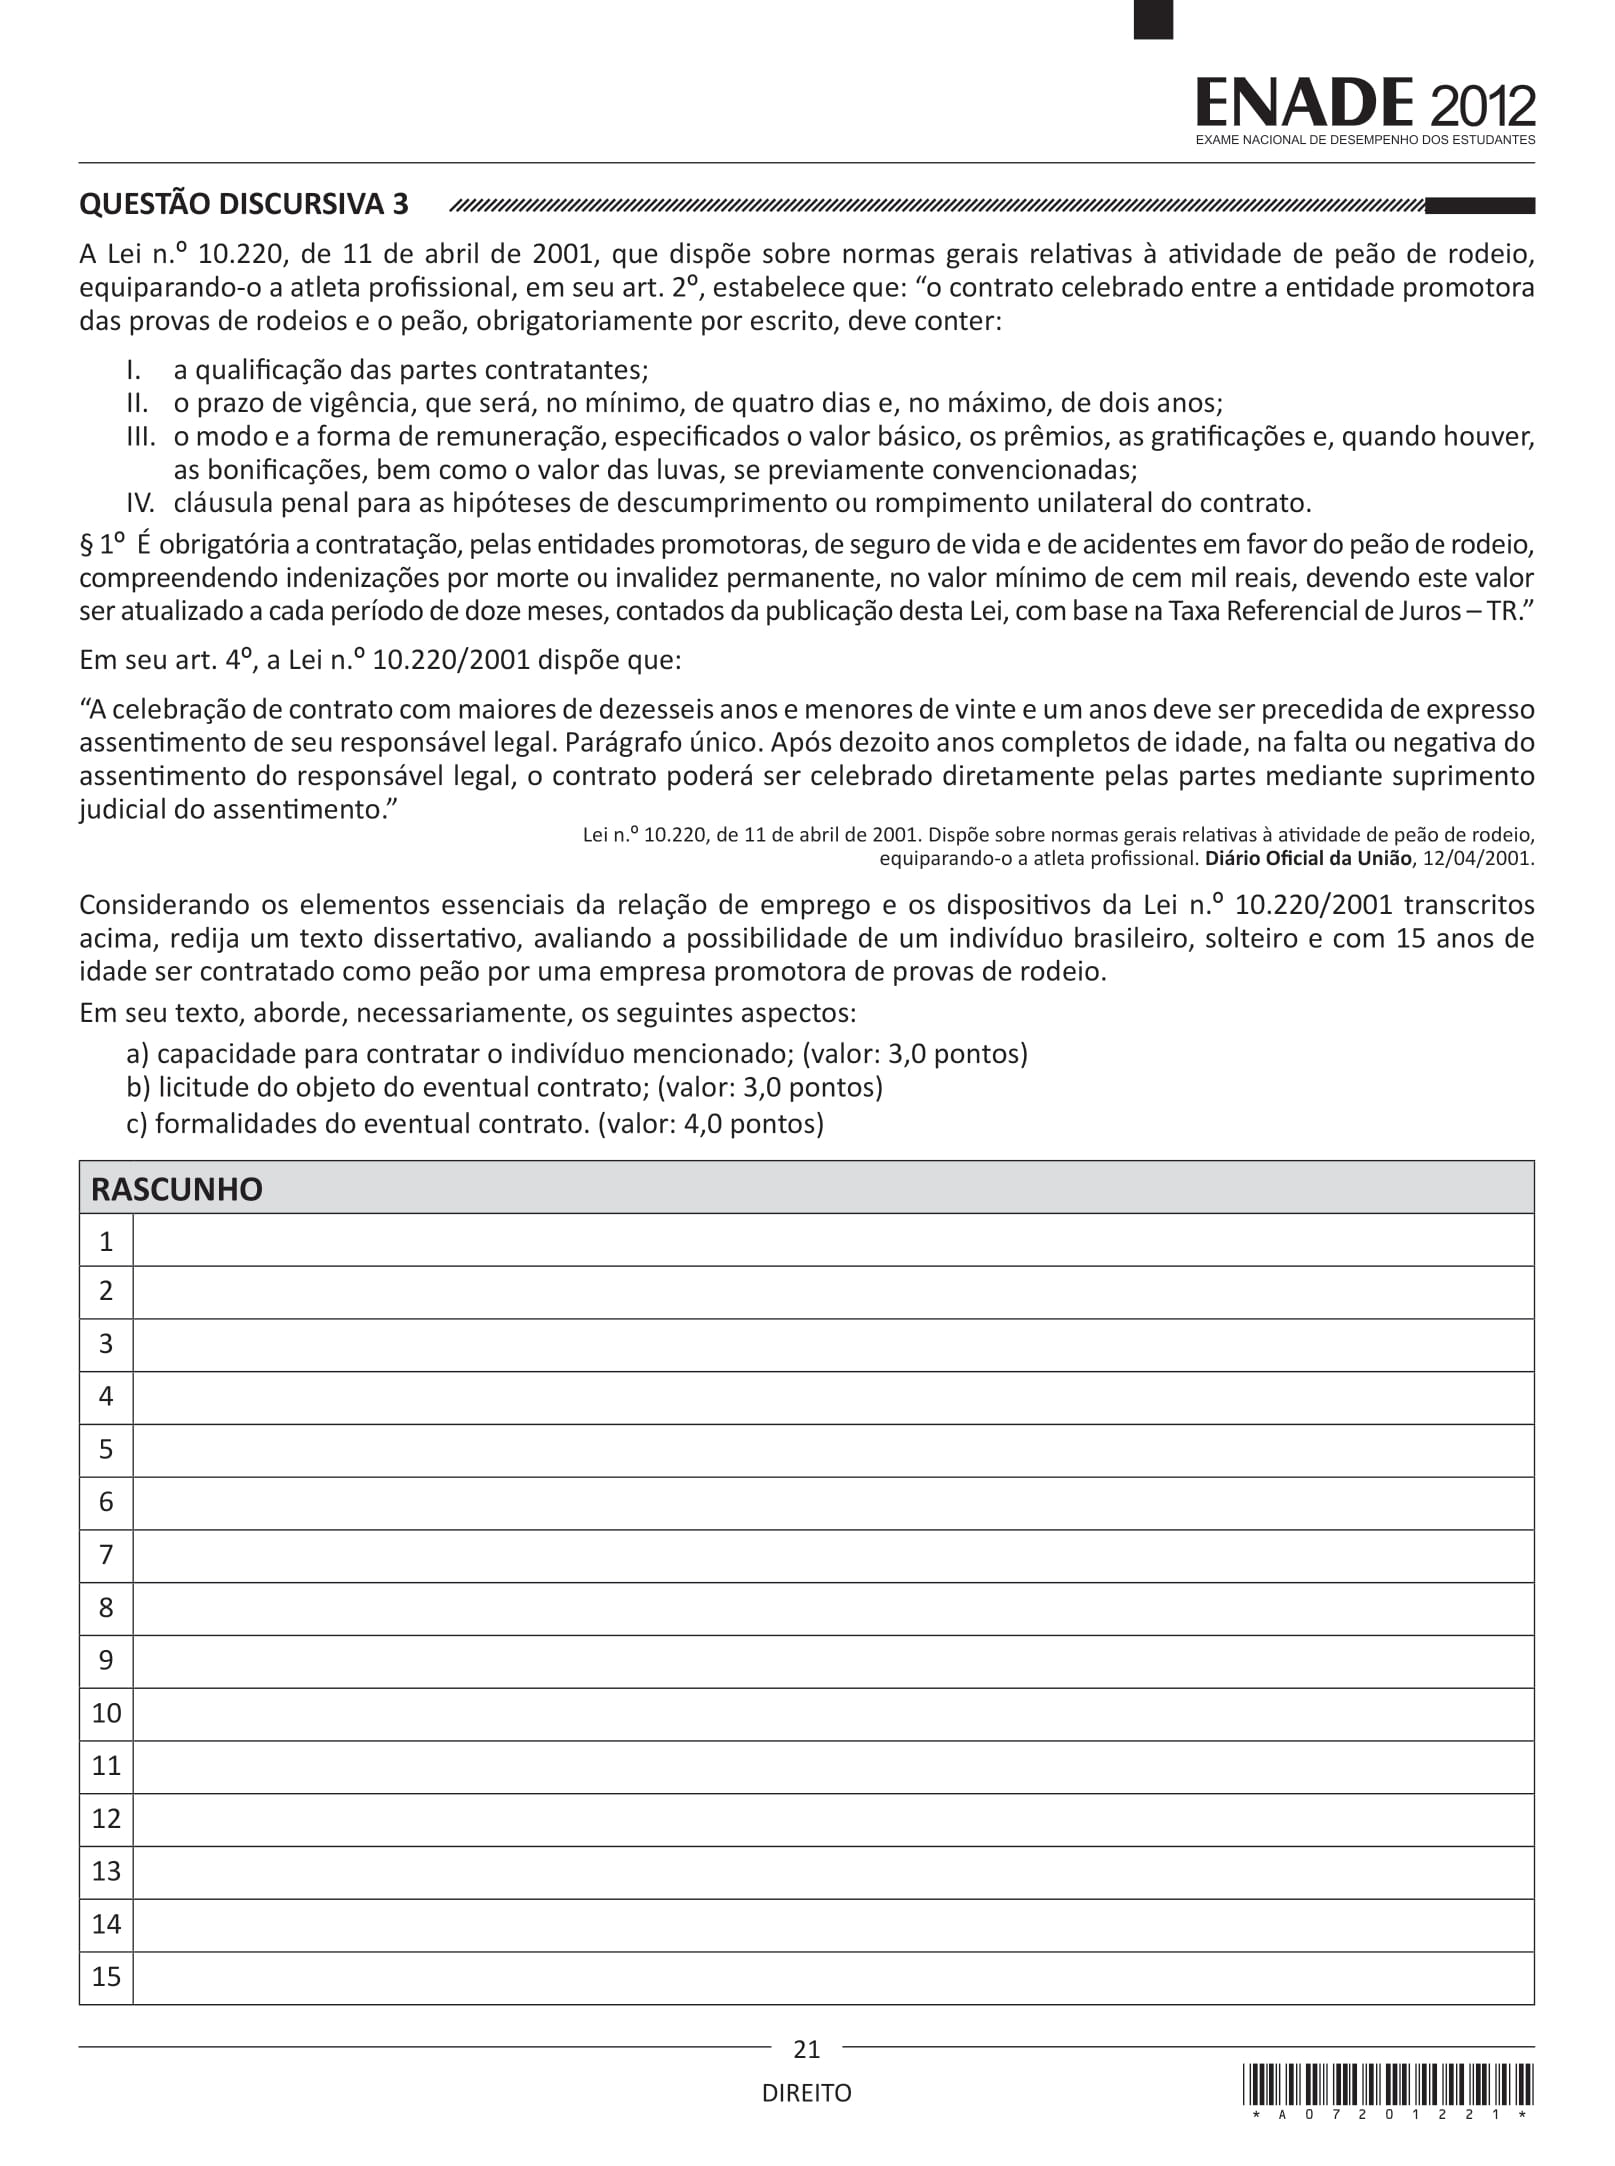 ENADE 2012
EXAME NACIONAL DE DESEMPENHO DOS ESTUDANTES
QUESTÃO DISCURSIVA 3
A Lei n.º 10.220, de 11 de abril de 2001, que dispõe sobre normas gerais relativas à atividade de peão de rodeio,
equiparando-o a atleta profissional, em seu art. 2º, estabelece que: “o contrato celebrado entre a entidade promotora
das provas de rodeios e o peão, obrigatoriamente por escrito, deve conter:
I. a qualificação das partes contratantes;
II. o prazo de vigência, que será, no mínimo, de quatro dias e, no máximo, de dois anos;
III. o modo e a forma de remuneração, especificados o valor básico, os prêmios, as gratificações e, quando houver,
as bonificações, bem como o valor das luvas, se previamente convencionadas;
IV. cláusula penal para as hipóteses de descumprimento ou rompimento unilateral do contrato.
§ 1º É obrigatória a contratação, pelas entidades promotoras, de seguro de vida e de acidentes em favor do peão de rodeio,
compreendendo indenizações por morte ou invalidez permanente, no valor mínimo de cem mil reais, devendo este valor
ser atualizado a cada período de doze meses, contados da publicação desta Lei, com base na Taxa Referencial de Juros – TR.”
Em seu art. 4º, a Lei n.º 10.220/2001 dispõe que:
“A celebração de contrato com maiores de dezesseis anos e menores de vinte e um anos deve ser precedida de expresso
assentimento de seu responsável legal. Parágrafo único. Após dezoito anos completos de idade, na falta ou negativa do
assentimento do responsável legal, o contrato poderá ser celebrado diretamente pelas partes mediante suprimento
judicial do assentimento.”
Lei n.º 10.220, de 11 de abril de 2001. Dispõe sobre normas gerais relativas à atividade de peão de rodeio,
equiparando-o a atleta profissional. Diário Oficial da União, 12/04/2001.
Considerando os elementos essenciais da relação de emprego e os dispositivos da Lei n.º 10.220/2001 transcritos
acima, redija um texto dissertativo, avaliando a possibilidade de um indivíduo brasileiro, solteiro e com 15 anos de
idade ser contratado como peão por uma empresa promotora de provas de rodeio.
Em seu texto, aborde, necessariamente, os seguintes aspectos:
a) capacidade para contratar o indivíduo mencionado; (valor: 3,0 pontos)
b) licitude do objeto do eventual contrato; (valor: 3,0 pontos)
c) formalidades do eventual contrato. (valor: 4,0 pontos)
RASCUNHO
1
2
3
4
5
6
7
8
9
10
11
12
13
14
15
21
DIREITO
* A 0 7 2 0 1 2 2 1 *